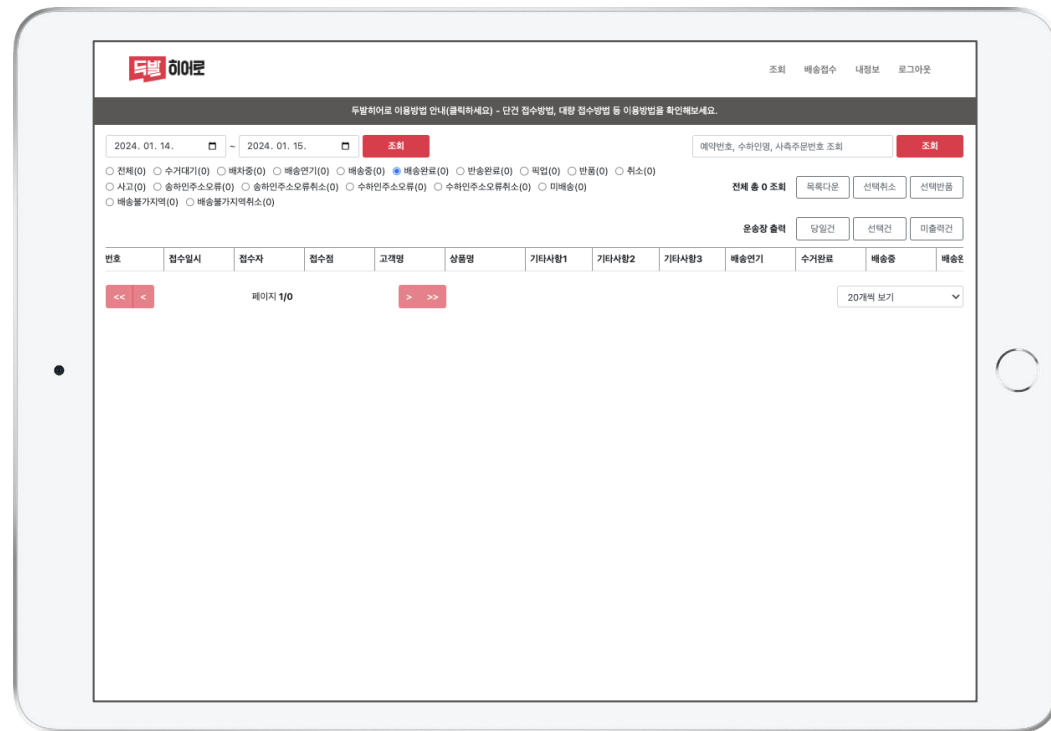 두발 히어로
조회 배송접수 내정보 로그아웃
두발히어로 이용방법 안내(클릭하세요) - 단건 접수방법, 대량 접수방법 등 이용방법을 확인해보세요.
2024. 01. 14. ~ 2024. 01. 15. 조회 예약번호, 수하인명, 사측주문번호 조회 조회
전체(0) 수거대기(0) 배차중(0) 배송연기(0) 배송중(0) 배송완료(0) 반송완료(0) 픽업(0) 반품(0) 취소(0)
사고(0) 송하인주소오류(0) 송하인주소오류취소(0) 수하인주소오류(0) 수하인주소오류취소(0) 미배송(0)
배송불가지역(0) 배송불가지역취소(0)
전체 총 0 조회 목록다운 선택취소 선택반품
운송장 출력 당일건 선택건 미출력건
번호 접수일시 접수자 접수점 고객명 상품명 기타사항1 기타사항2 기타사항3 배송연기 수거완료 배송중
<< < 페이지 1/0 > >> 20개씩 보기